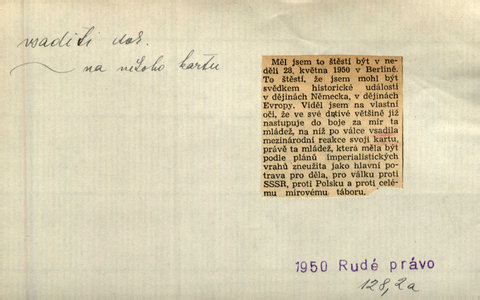 vsaditi dok.
na někoho kartu
Měl jsem to štěstí být v ne-
děli 28. května 1950 v Berlíně.
To štěstí, že jsem mohl být
svědkem historické události
v dějinách Německa, v dějinách
Evropy. Viděl jsem na vlastní
oči, že ve své drtivé většině již
nastupuje do boje za mír ta
mládež, na niž po válce vsadila
mezinárodní reakce svoji kartu,
právě ta mládež, která měla být
podle plánů imperialistických
vrahů zneužita jako hlavní po-
trava pro děla, pro válku proti
SSSR, proti Polsku a proti celé-
mu mírovému táboru.
1950 Rudé právo
128, 2a